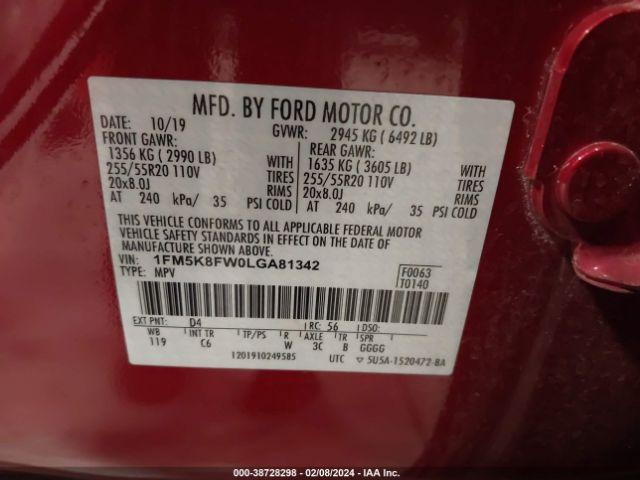 MFD. BY FORD MOTOR CO.
DATE: 10/19 GVWR: 2945 KG ( 6492 LB)
FRONT GAWR: REAR GAWR:
1356 KG ( 2990 LB) 1635 KG ( 3605 LB)
255/55R20 110V WITH TIRES 255/55R20 110V WITH TIRES
20x8.0J RIMS 20x8.0J RIMS
AT 240 kPa/ 35 PSI COLD AT 240 kPa/ 35 PSI COLD
THIS VEHICLE CONFORMS TO ALL APPLICABLE FEDERAL MOTOR
VEHICLE SAFETY STANDARDS IN EFFECT ON THE DATE OF
MANUFACTURE SHOWN ABOVE.
VIN: 1FM5K8FW0LGA81342 F0063
TYPE: MPV T0140
EXT PNT: D4 RC: 56 DSO:
WB INT TR TP/PS R AXLE TR SPR
119 C6 W 3C B GGGG
1201910249585 UTC 5U5A-1520472-BA
000-38728298 - 02/08/2024 - IAA Inc.